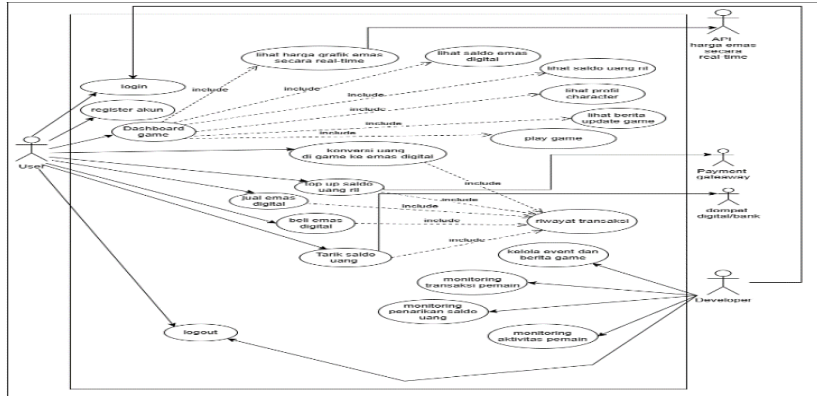 API
harga emas
secara
real-time
lihat harga grafik emas
secara real-time
lihat saldo emas
digital
lihat saldo uang ril
login
include
include
include
lihat profil
character
register akun
include
lihat berita
update game
Dashboard
game
include
include
play game
User
konversi uang
di game ke emas digital
Payment
gateaway
include
Top up saldo
uang ril
include
jual emas
digital
include
dompet
digital/bank
beli emas
digital
include
riwayat transaksi
include
Tarik saldo
uang
kelola event dan
berita game
monitoring
transaksi pemain
Developer
monitoring
penarikan saldo
uang
logout
monitoring
aktivitas pemain